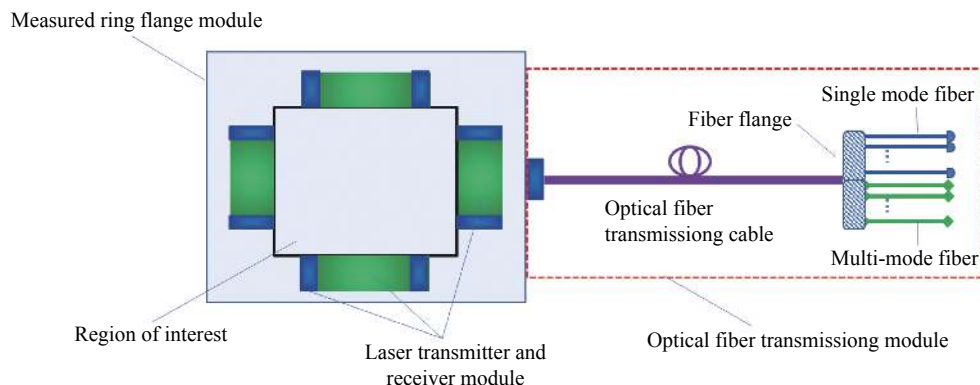 Measured ring flange module
Single mode fiber
Fiber flange
Optical fiber
transmissiong cable
Multi-mode fiber
Region of interest
Laser transmitter and
receiver module
Optical fiber transmissiong module